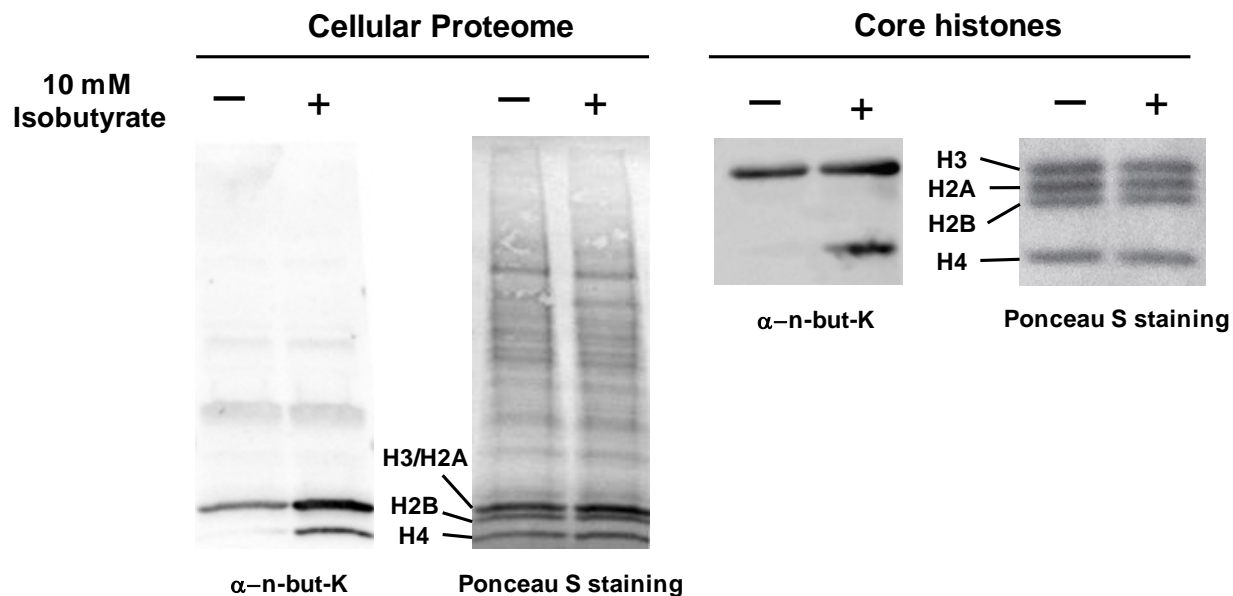 Cellular Proteome
Core histones
10 mM
Isobutyrate
— +
— +
— +
— +
H3
H2A
H2B
H4
α–n-but-K
Ponceau S staining
H3/H2A
H2B
H4
α–n-but-K
Ponceau S staining